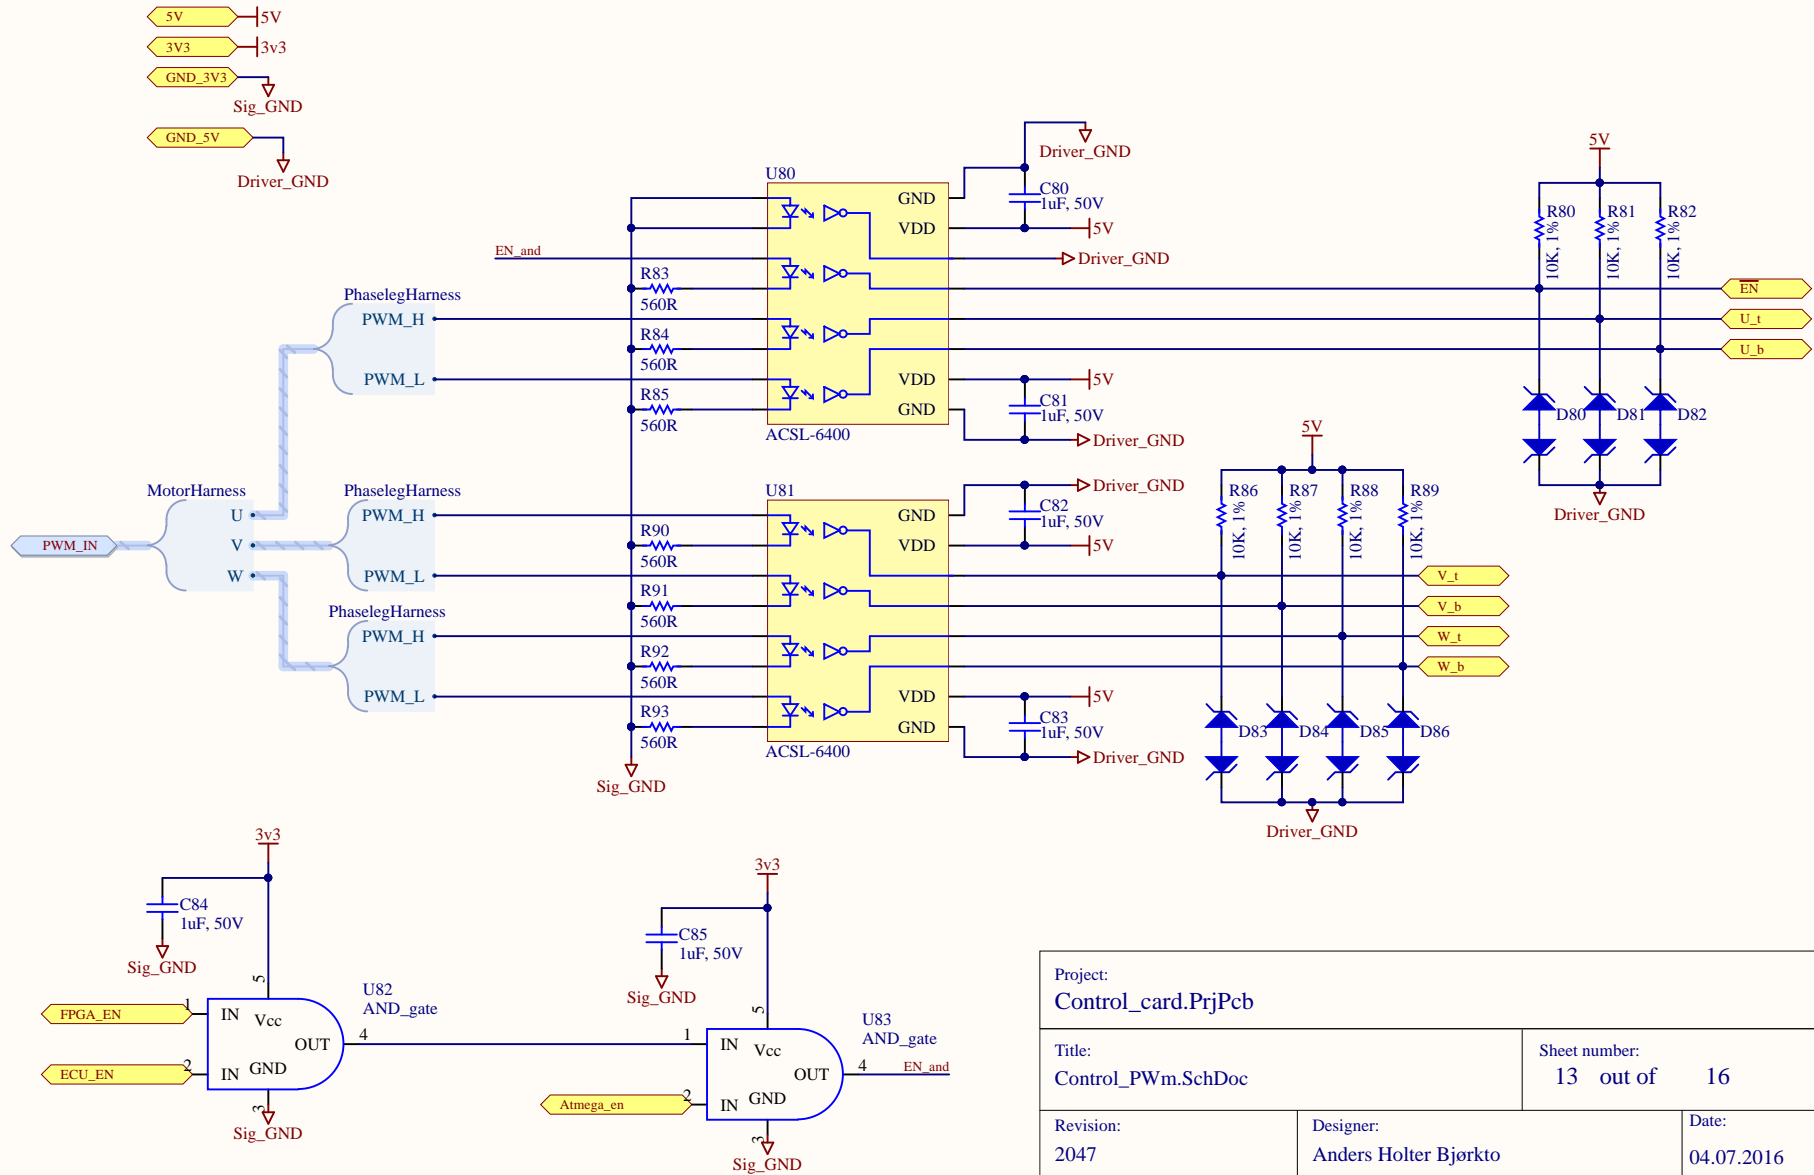 5V 5V
3V3 3v3
GND_3V3
Sig_GND
GND_5V
Driver_GND
Driver_GND
U80
GND
VDD
VDD
GND
ACSL-6400
C80
1uF, 50V
5V
Driver_GND
EN_and
R83
560R
R84
560R
R85
560R
5V
C81
1uF, 50V
Driver_GND
5V
R80
10K, 1%
R81
10K, 1%
R82
10K, 1%
EN
U_t
U_b
D80
D81
D82
Driver_GND
PhaselegHarness
PWM_H
PWM_L
MotorHarness
U
V
W
PWM_IN
PhaselegHarness
PWM_H
PWM_L
PhaselegHarness
PWM_H
PWM_L
U81
GND
VDD
VDD
GND
ACSL-6400
R90
560R
R91
560R
R92
560R
R93
560R
Sig_GND
Driver_GND
C82
1uF, 50V
5V
5V
C83
1uF, 50V
Driver_GND
5V
R86
10K, 1%
R87
10K, 1%
R88
10K, 1%
R89
10K, 1%
V_t
V_b
W_t
W_b
D83
D84
D85
D86
Driver_GND
3v3
C84
1uF, 50V
Sig_GND
5
FPGA_EN
1
IN
Vcc
U82
AND_gate
OUT
4
ECU_EN
2
IN
GND
3
Sig_GND
3v3
C85
1uF, 50V
Sig_GND
5
1
IN
Vcc
U83
AND_gate
OUT
4
EN_and
Atmega_en
2
IN
GND
3
Sig_GND
Project:
Control_card.PrjPcb
Title:
Control_PWm.SchDoc
Sheet number:
13 out of 16
Revision:
2047
Designer:
Anders Holter Bjørkto
Date:
04.07.2016